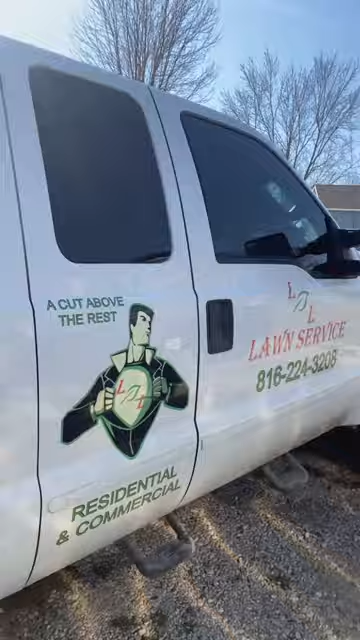 A CUT ABOVE
THE REST
L L
RESIDENTIAL
& COMMERCIAL
L L
LAWN SERVICE
816-224-3208